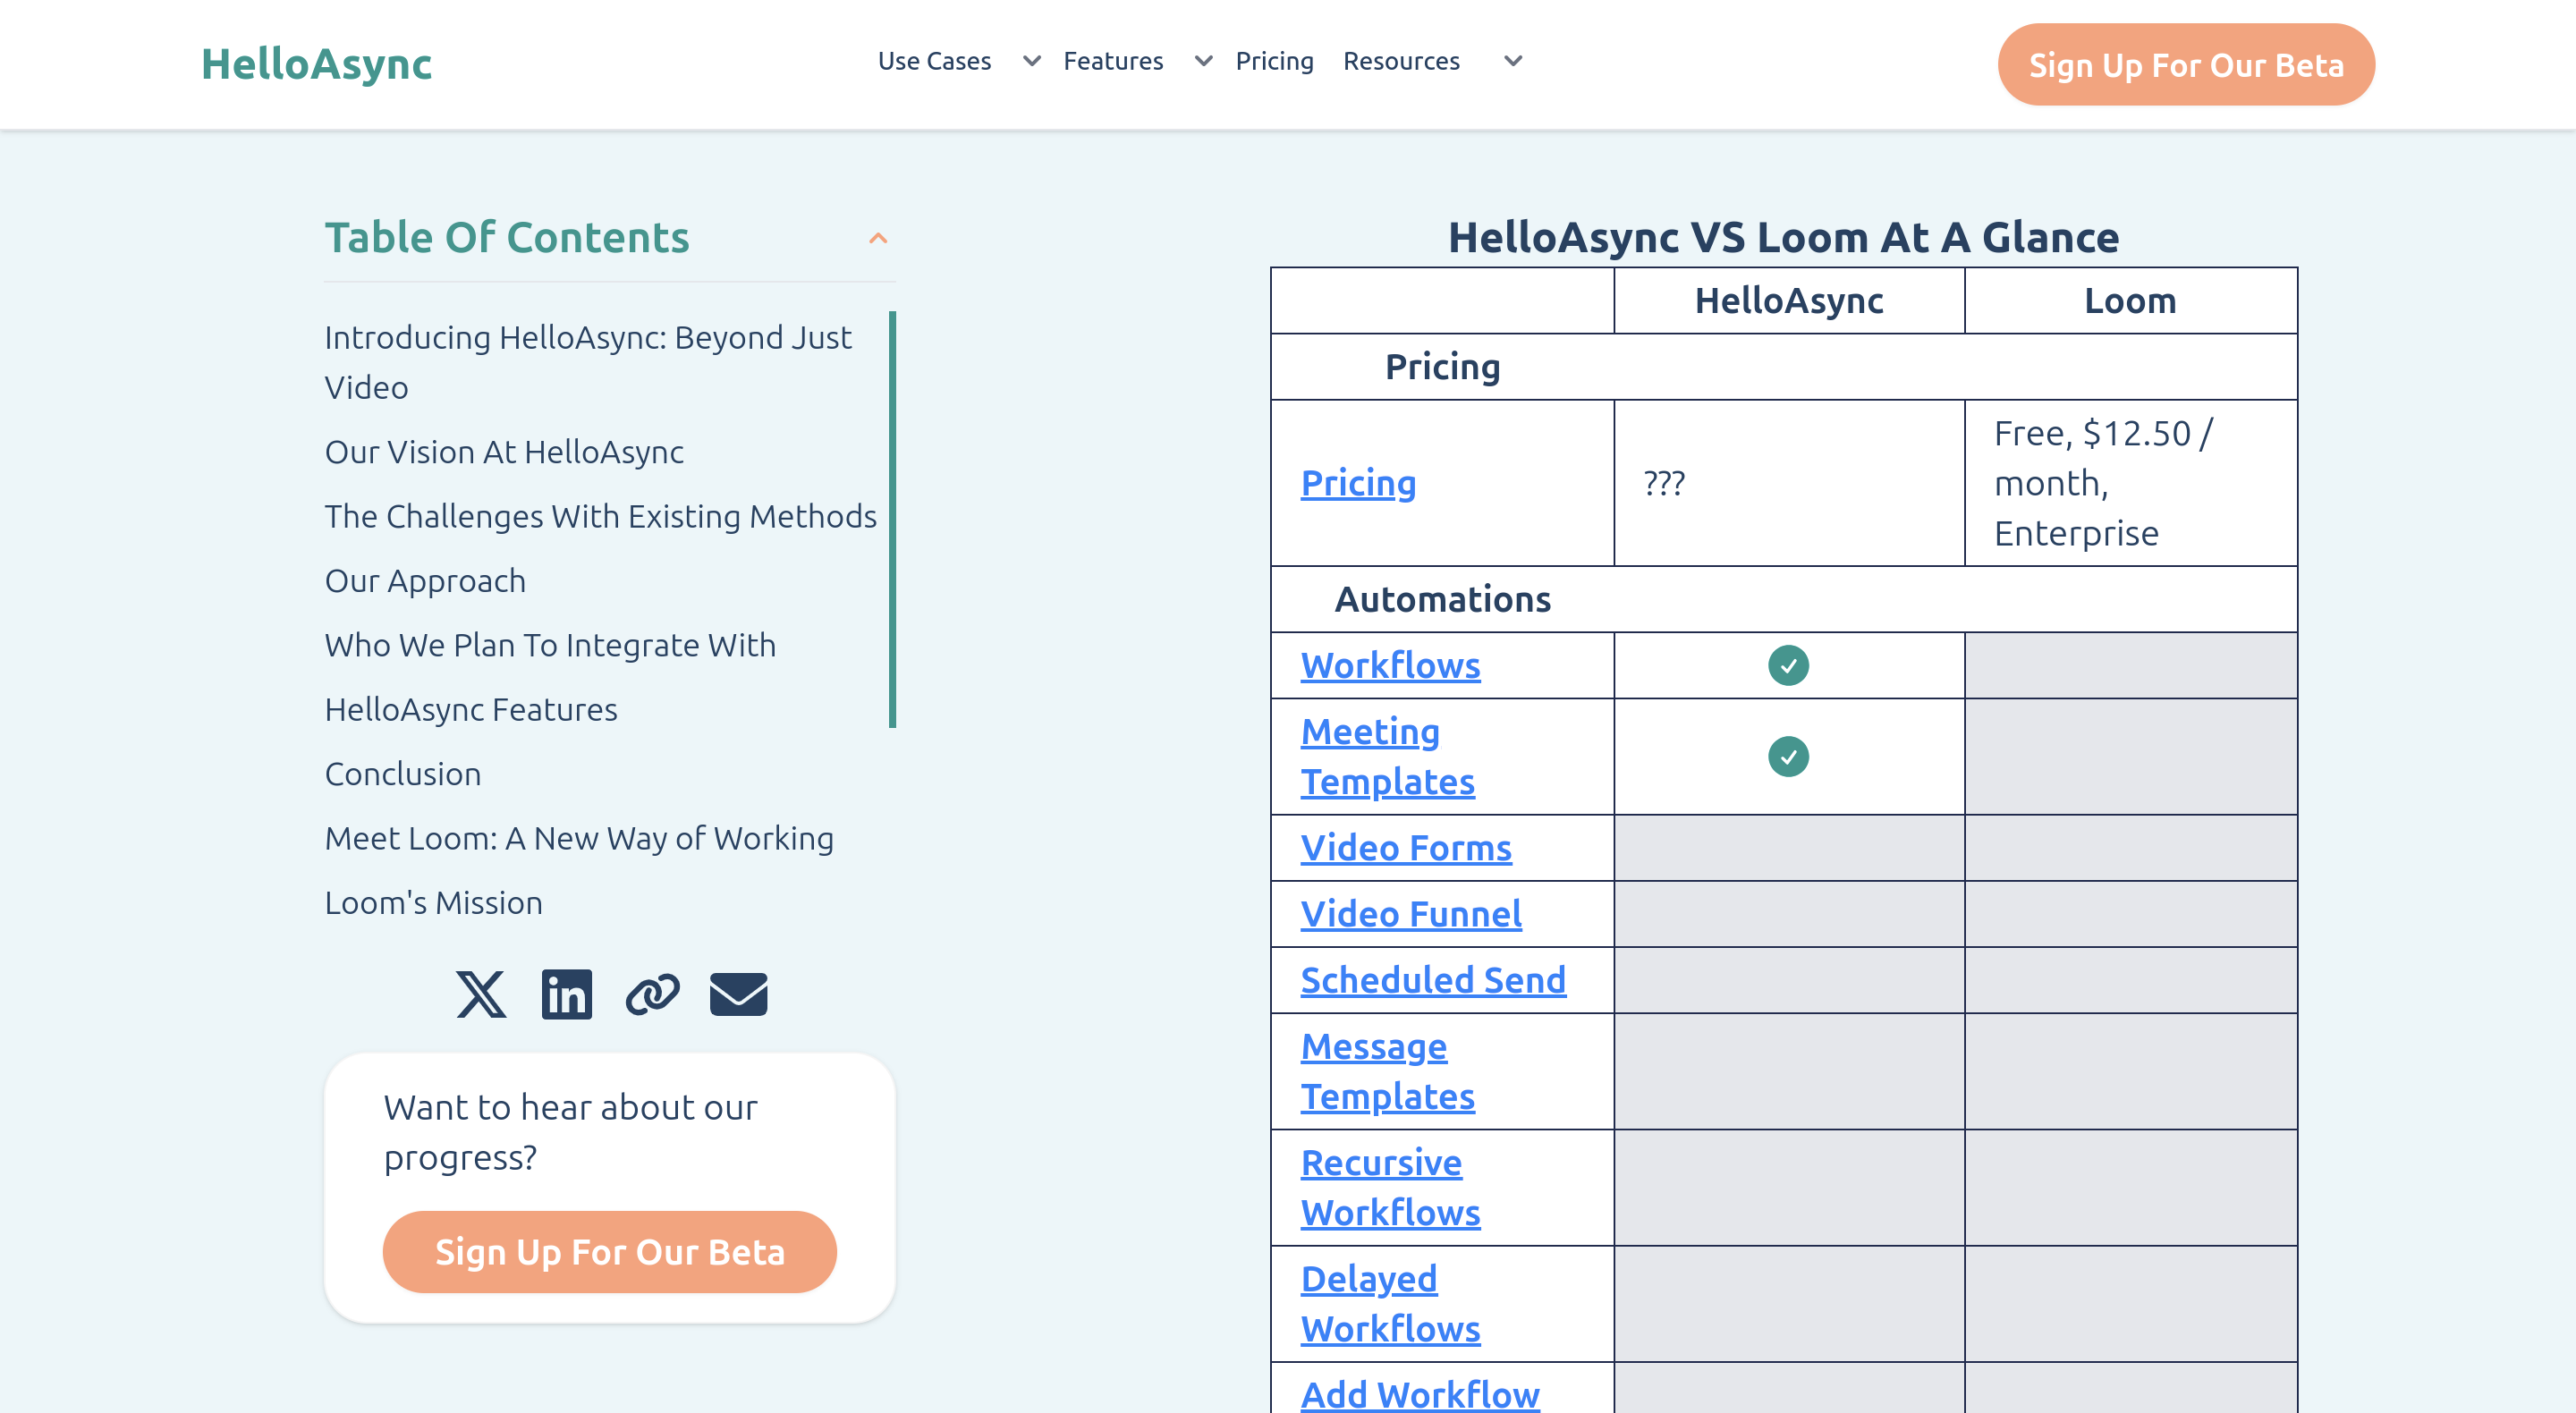 HelloAsync
Use Cases
Features
Pricing
Resources
Sign Up For Our Beta
Table Of Contents
Introducing HelloAsync: Beyond Just
Video
Our Vision At HelloAsync
The Challenges With Existing Methods
Our Approach
Who We Plan To Integrate With
HelloAsync Features
Conclusion
Meet Loom: A New Way of Working
Loom's Mission
Want to hear about our
progress?
Sign Up For Our Beta
HelloAsync VS Loom At A Glance
HelloAsync
Loom
Pricing
Pricing
???
Free, $12.50 /
month,
Enterprise
Automations
Workflows
Meeting
Templates
Video Forms
Video Funnel
Scheduled Send
Message
Templates
Recursive
Workflows
Delayed
Workflows
Add Workflow